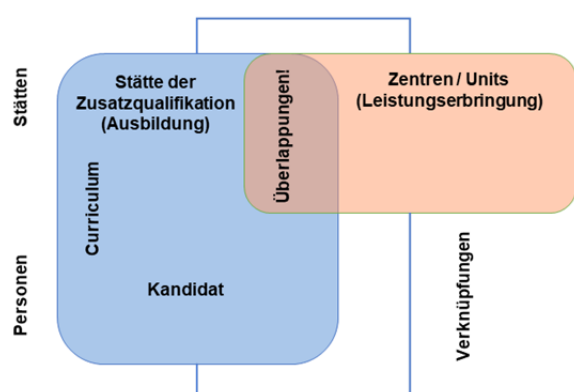 Stätten
Stätte der
Zusatzqualifikation
(Ausbildung)
Überlappungen!
Zentren / Units
(Leistungserbringung)
Curriculum
Personen
Kandidat
Verknüpfungen